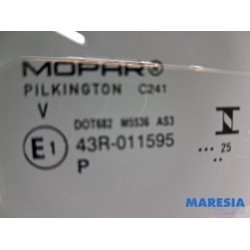 MOPAR®
PILKINGTON C241
V
DOT682 M5536 AS3
E1 43R-011595
P
... 25
..
MARESIA